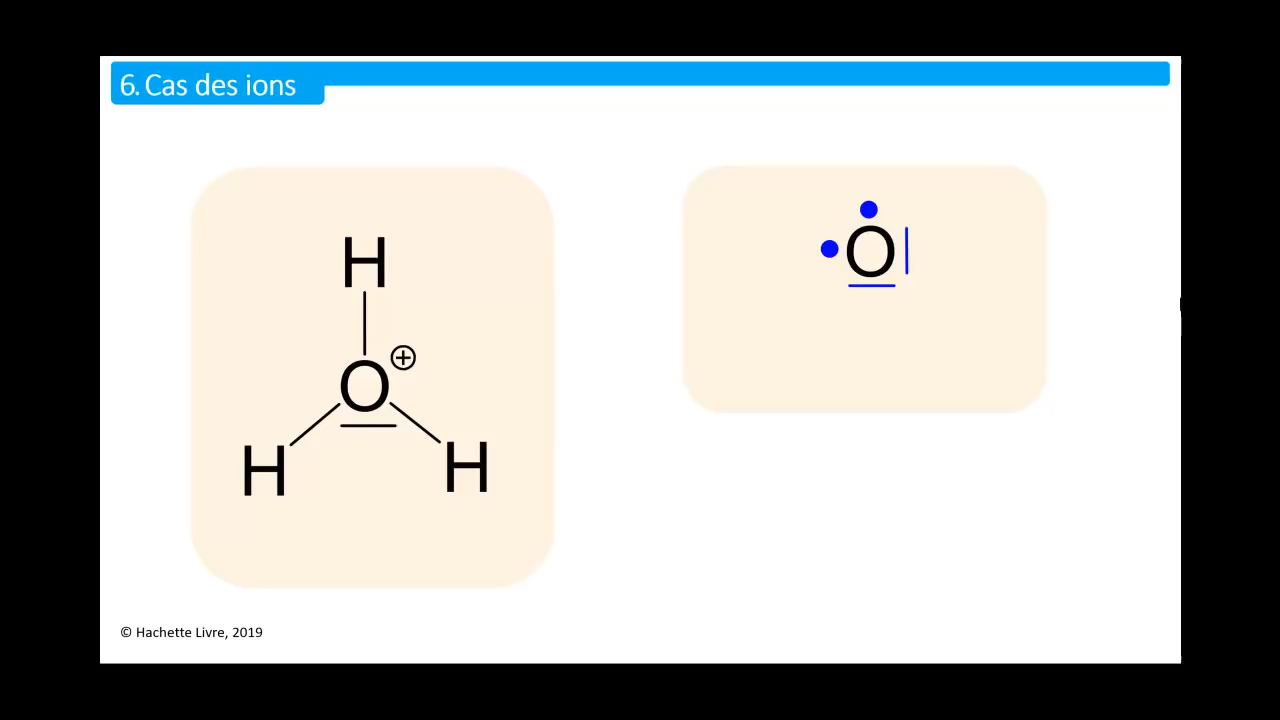 6. Cas des ions
H
O
⊕
H
H
O
© Hachette Livre, 2019